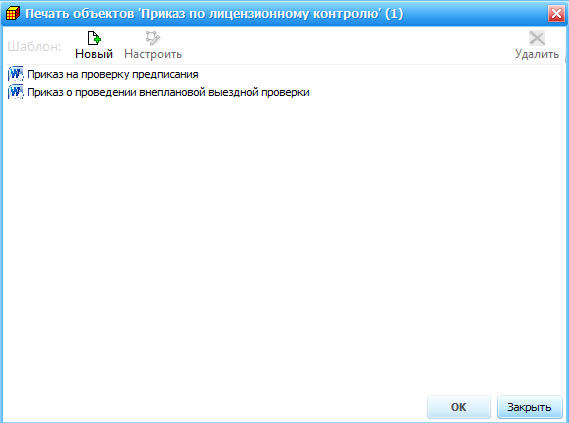 Печать объектов 'Приказ по лицензионному контролю' (1)
Шаблон: Новый Настроить Удалить
Приказ на проверку предписания
Приказ о проведении внеплановой выездной проверки
ОК Закрыть